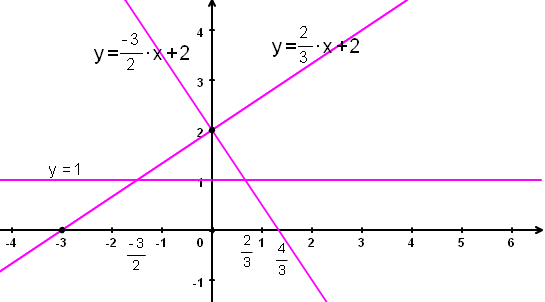 y = -3/2 · x + 2
y = 2/3 · x + 2
4
3
2
y = 1
1
-4 -3 -2 -1 0 1 2 3 4 5 6
-3/2 2/3 4/3
-1